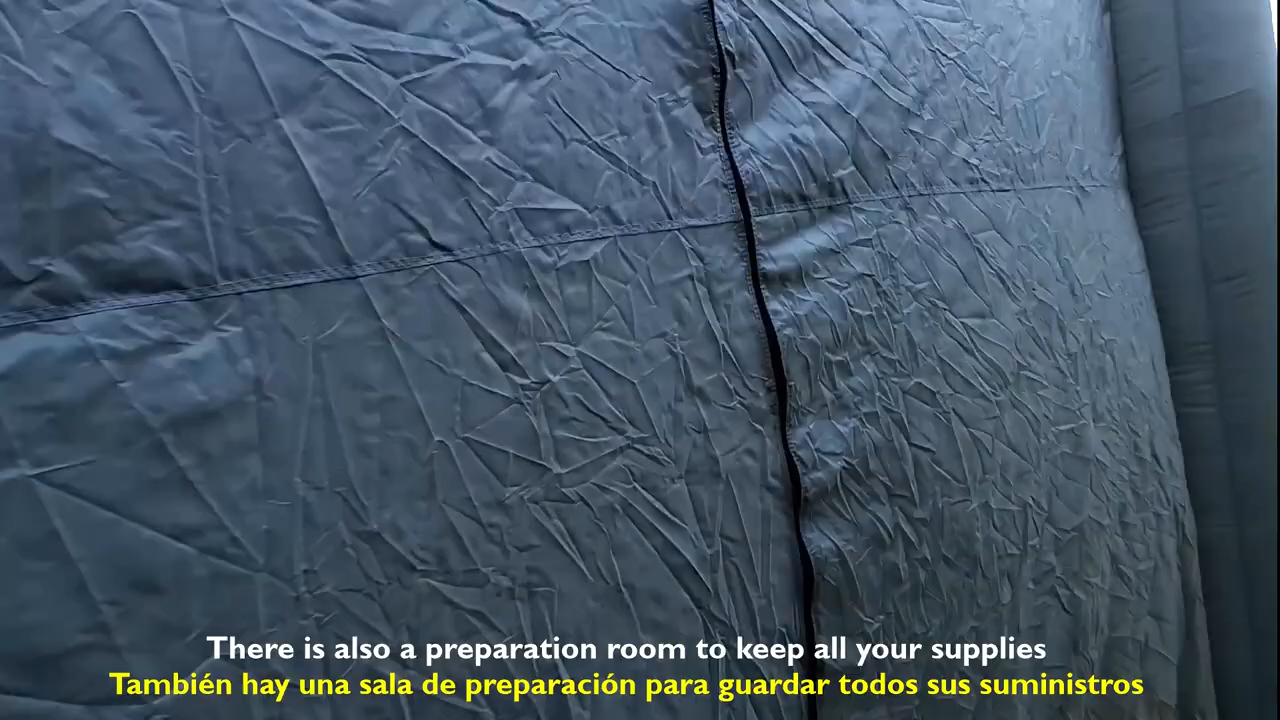 There is also a preparation room to keep all your supplies
También hay una sala de preparación para guardar todos sus suministros